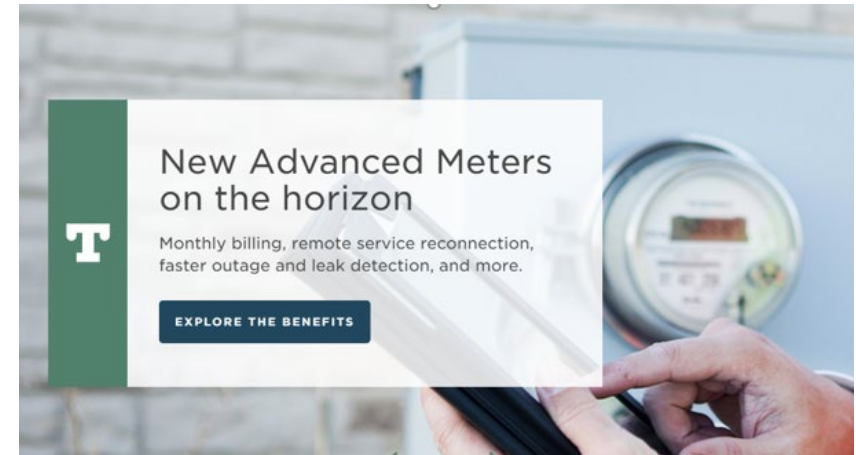 T
New Advanced Meters
on the horizon
Monthly billing, remote service reconnection,
faster outage and leak detection, and more.
EXPLORE THE BENEFITS